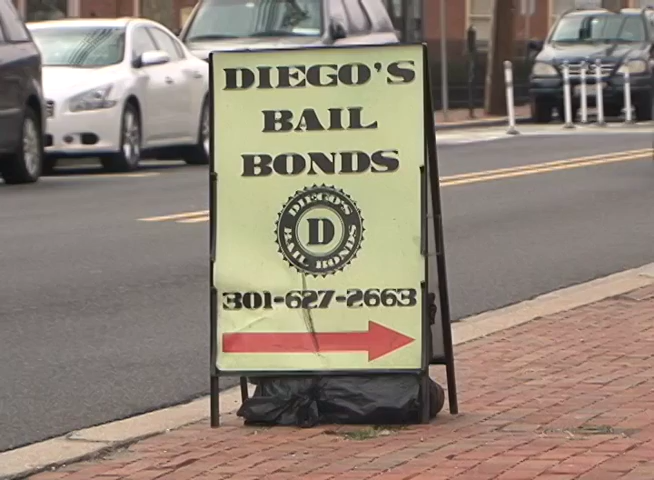 DIEGO'S
BAIL
BONDS
DIEGO'S
D
BAIL BONDS
301-627-2663